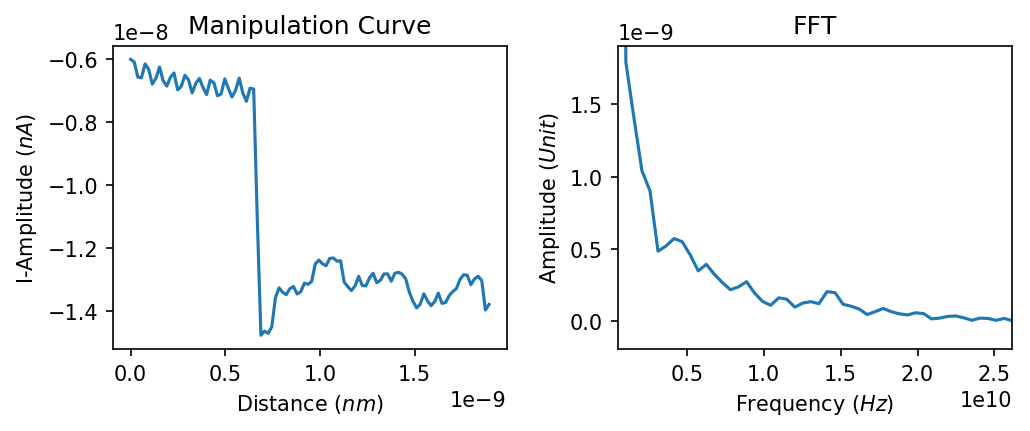 Manipulation Curve
1e−8
−0.6
−0.8
−1.0
−1.2
−1.4
I-Amplitude (nA)
0.0 0.5 1.0 1.5
1e−9
Distance (nm)
FFT
1e−9
1.5
1.0
0.5
0.0
Amplitude (Unit)
0.5 1.0 1.5 2.0 2.5
1e10
Frequency (Hz)